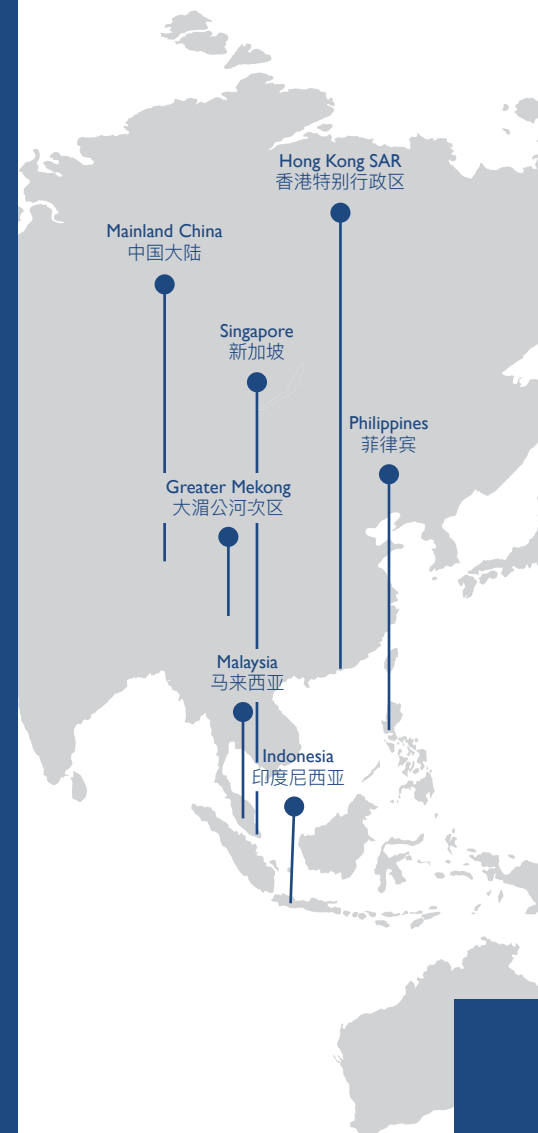 Hong Kong SAR
香港特别行政区
Mainland China
中国大陆
Singapore
新加坡
Philippines
菲律宾
Greater Mekong
大湄公河次区
Malaysia
马来西亚
Indonesia
印度尼西亚